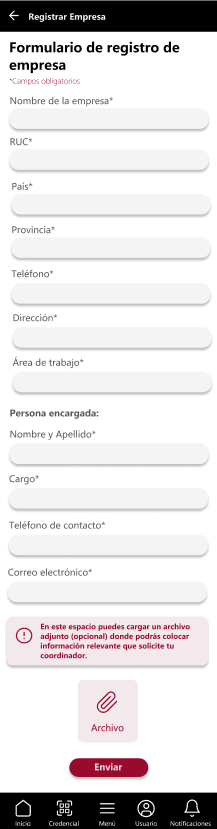 Registrar Empresa
Formulario de registro de
empresa
*Campos obligatorios
Nombre de la empresa*
RUC*
País*
Provincia*
Teléfono*
Dirección*
Área de trabajo*
Persona encargada:
Nombre y Apellido*
Cargo*
Teléfono de contacto*
Correo electrónico*
En este espacio puedes cargar un archivo
adjunto (opcional) donde podrás colocar
información relevante que solicite tu
coordinador.
Archivo
Enviar
Inicio Credencial Menú Usuario Notificaciones